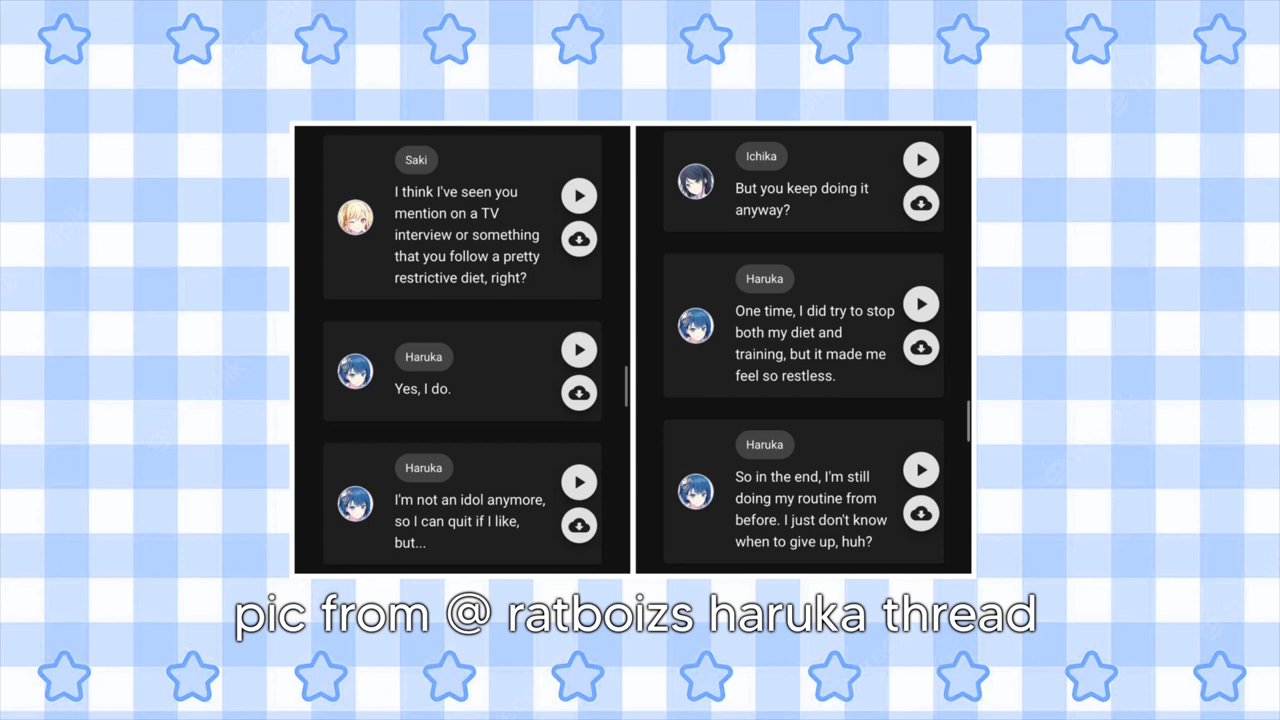 Saki
I think I've seen you
mention on a TV
interview or something
that you follow a pretty
restrictive diet, right?
Haruka
Yes, I do.
Haruka
I'm not an idol anymore,
so I can quit if I like,
but...
Ichika
But you keep doing it
anyway?
Haruka
One time, I did try to stop
both my diet and
training, but it made me
feel so restless.
Haruka
So in the end, I'm still
doing my routine from
before. I just don't know
when to give up, huh?
pic from @ ratboizs haruka thread